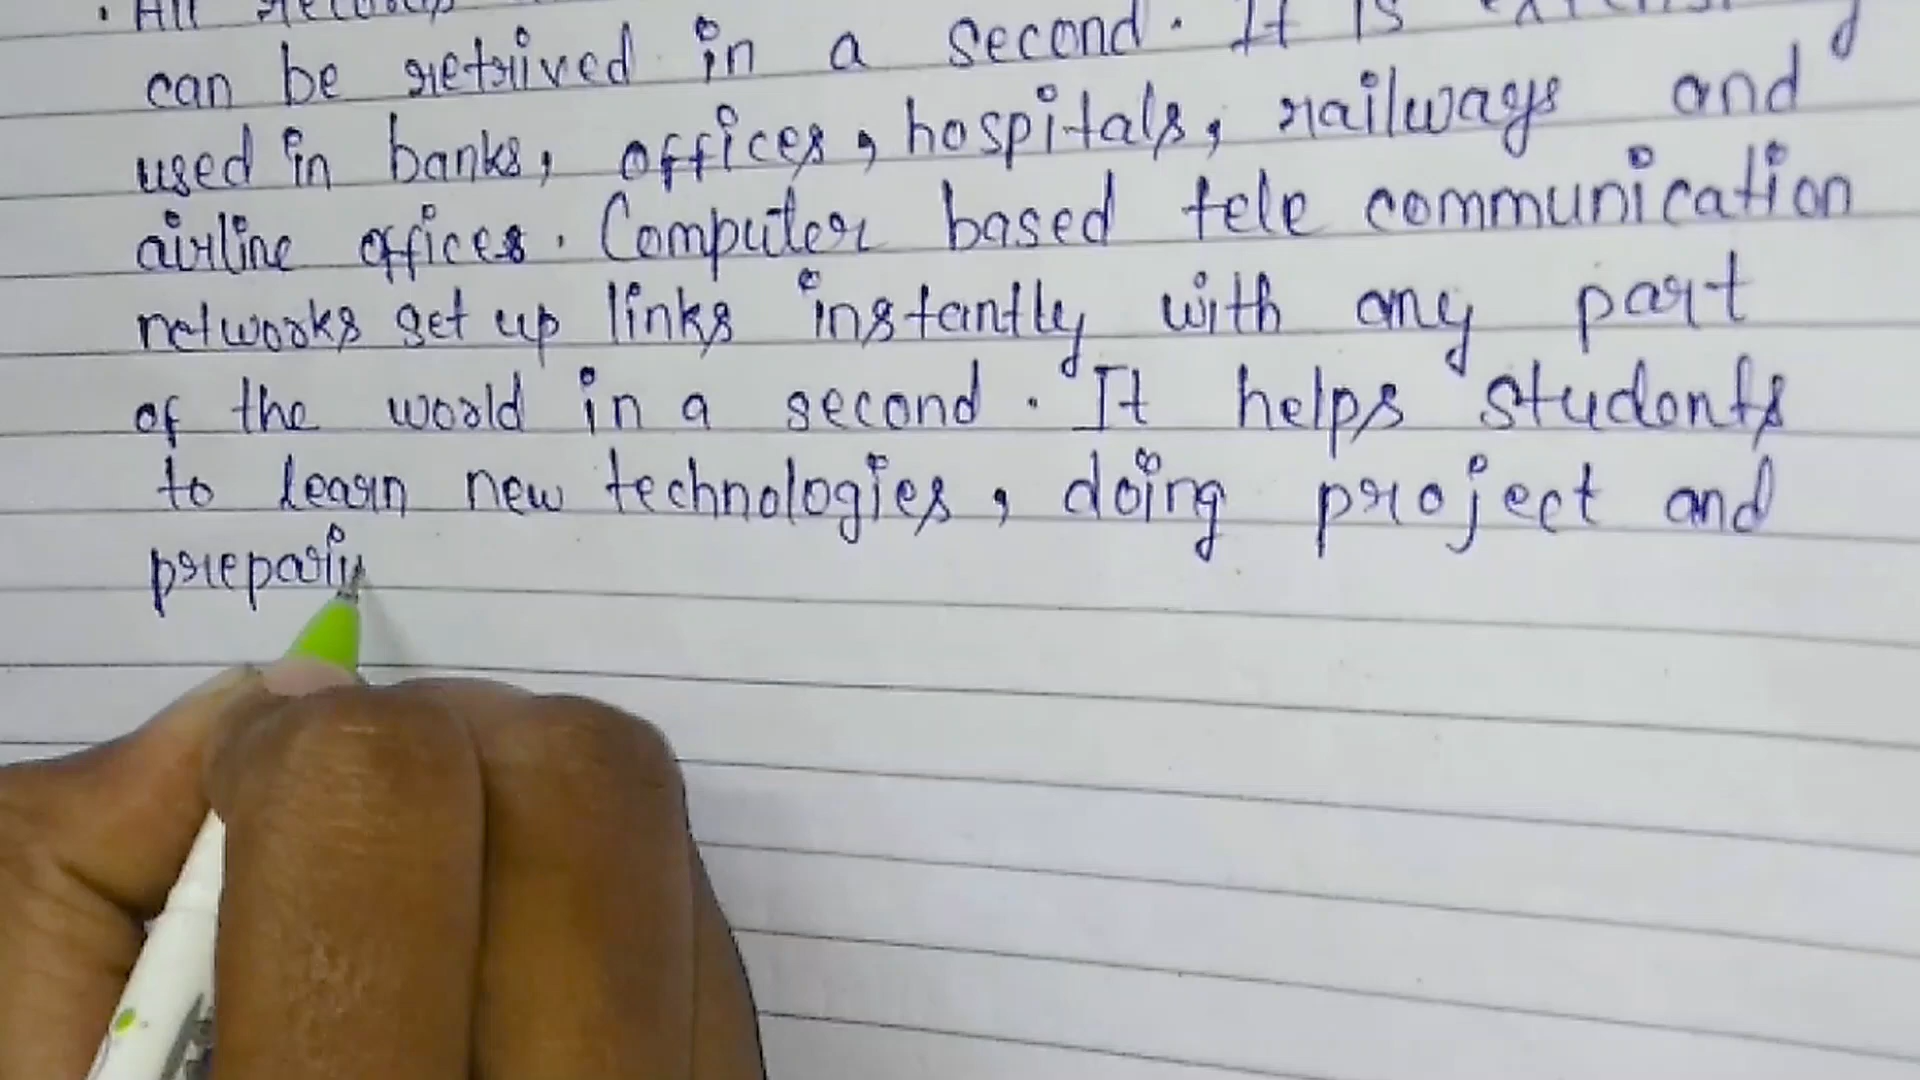 . All records
can be retrived in a second. It is
used in banks, offices, hospitals, railways and
airline offices. Computer based tele communication
networks set up links instantly with any part
of the world in a second. It helps students
to learn new technologies, doing project and